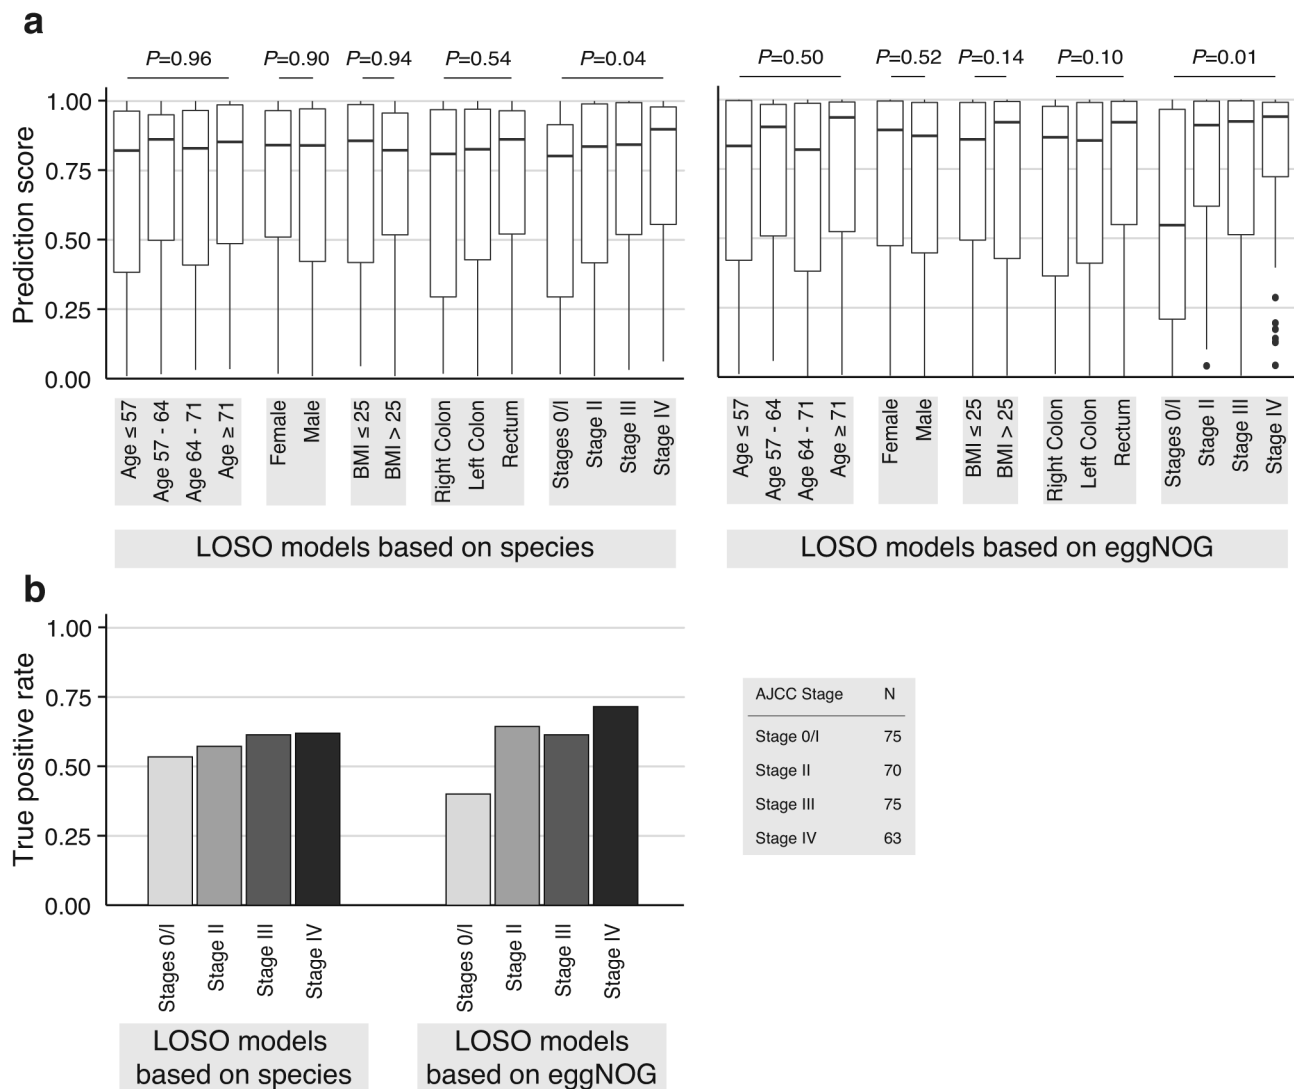 a
P=0.96 P=0.90 P=0.94 P=0.54 P=0.04
P=0.50 P=0.52 P=0.14 P=0.10 P=0.01
Prediction score
1.00
0.75
0.50
0.25
0.00
Age ≤ 57
Age 57 - 64
Age 64 - 71
Age ≥ 71
Female
Male
BMI ≤ 25
BMI > 25
Right Colon
Left Colon
Rectum
Stages 0/I
Stage II
Stage III
Stage IV
LOSO models based on species
Age ≤ 57
Age 57 - 64
Age 64 - 71
Age ≥ 71
Female
Male
BMI ≤ 25
BMI > 25
Right Colon
Left Colon
Rectum
Stages 0/I
Stage II
Stage III
Stage IV
LOSO models based on eggNOG
b
True positive rate
1.00
0.75
0.50
0.25
0.00
Stages 0/I
Stage II
Stage III
Stage IV
LOSO models
based on species
Stages 0/I
Stage II
Stage III
Stage IV
LOSO models
based on eggNOG
AJCC Stage N
Stage 0/I 75
Stage II 70
Stage III 75
Stage IV 63